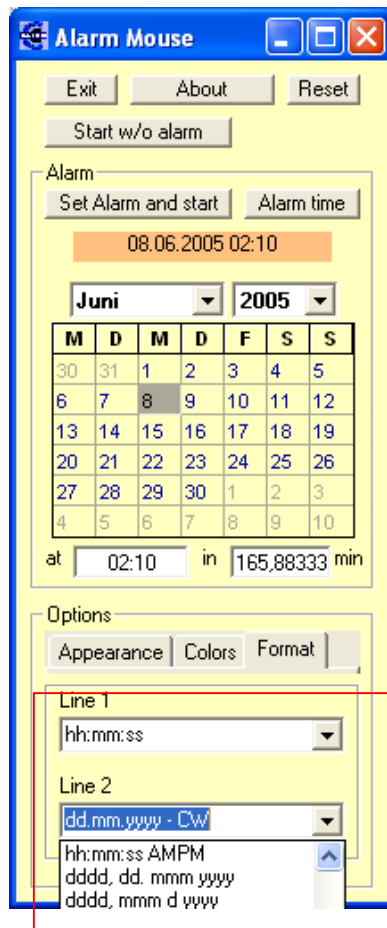 Alarm Mouse
Exit About Reset
Start w/o alarm
Alarm
Set Alarm and start Alarm time
08.06.2005 02:10
Juni 2005
M D M D F S S
30 31 1 2 3 4 5
6 7 8 9 10 11 12
13 14 15 16 17 18 19
20 21 22 23 24 25 26
27 28 29 30 1 2 3
4 5 6 7 8 9 10
at 02:10 in 165,88333 min
Options
Appearance Colors Format
Line 1
hh:mm:ss
Line 2
dd.mm.yyyy - CW
hh:mm:ss AMPM
dddd, dd. mmm yyyy
dddd, mmm d yyyy